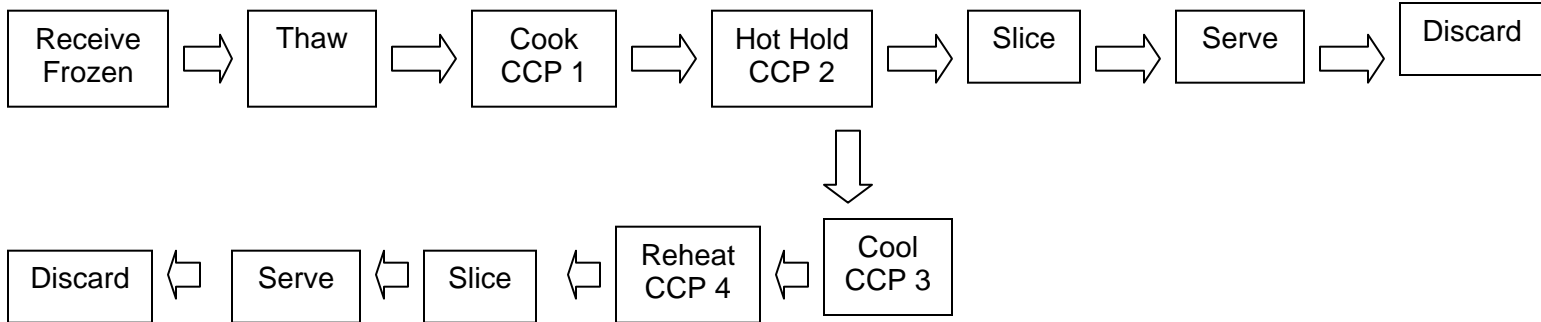 Receive
Frozen
Thaw
Cook
CCP 1
Hot Hold
CCP 2
Slice
Serve
Discard
Cool
CCP 3
Reheat
CCP 4
Slice
Serve
Discard